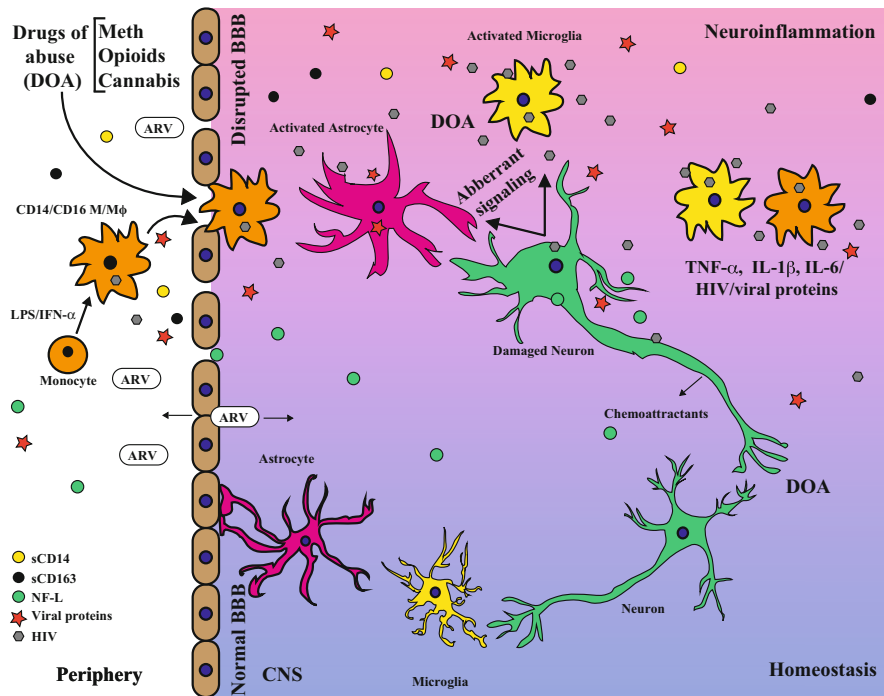 Drugs of
abuse
(DOA)
Meth
Opioids
Cannabis
Disrupted BBB
Activated Microglia
Neuroinflammation
ARV
Activated Astrocyte
DOA
Abberrant
signaling
CD14/CD16 M/Mϕ
TNF-α, IL-1β, IL-6/
HIV/viral proteins
LPS/IFN-α
Monocyte
Damaged Neuron
ARV
Chemoattractants
ARV
ARV
Astrocyte
DOA
sCD14
sCD163
NF-L
Viral proteins
HIV
Neuron
Microglia
Normal BBB
Periphery
CNS
Homeostasis